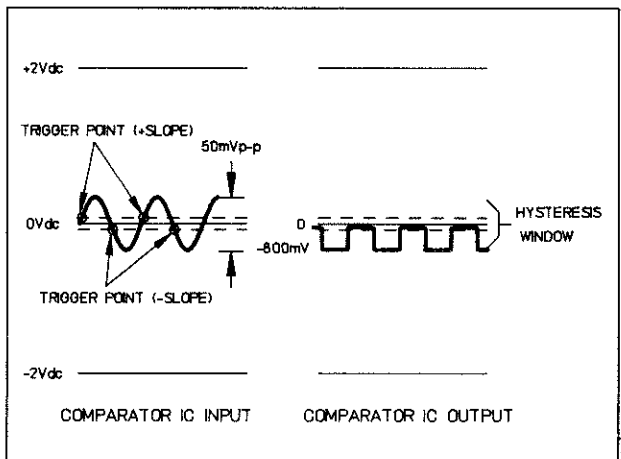 +2Vdc
TRIGGER POINT (+SLOPE)
50mVp-p
0Vdc
0
HYSTERESIS
WINDOW
-800mV
TRIGGER POINT (-SLOPE)
-2Vdc
COMPARATOR IC INPUT
COMPARATOR IC OUTPUT